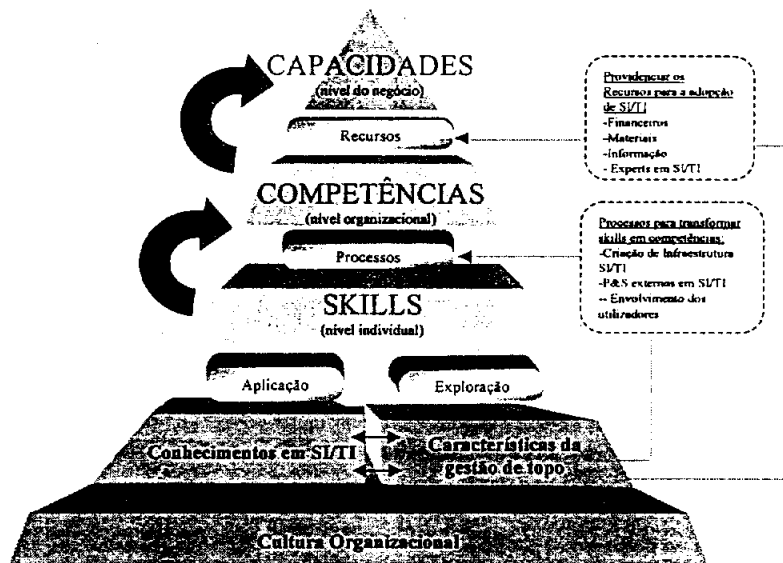 CAPACIDADES
(nível do negócio)
Recursos
COMPETÊNCIAS
(nível organizacional)
Processos
SKILLS
(nível individual)
Aplicação
Exploração
Conhecimentos em SI/TI
Características da
gestão de topo
Cultura Organizacional
Providenciar os
Recursos para a adopção
de SI/TI
-Financeiros
-Materiais
-Informação
- Experts em SI/TI
Processos para transformar
skills em competências:
-Criação de Infraestrutura
SI/TI
-P&S externos em SI/TI
-- Envolvimento dos
utilizadores